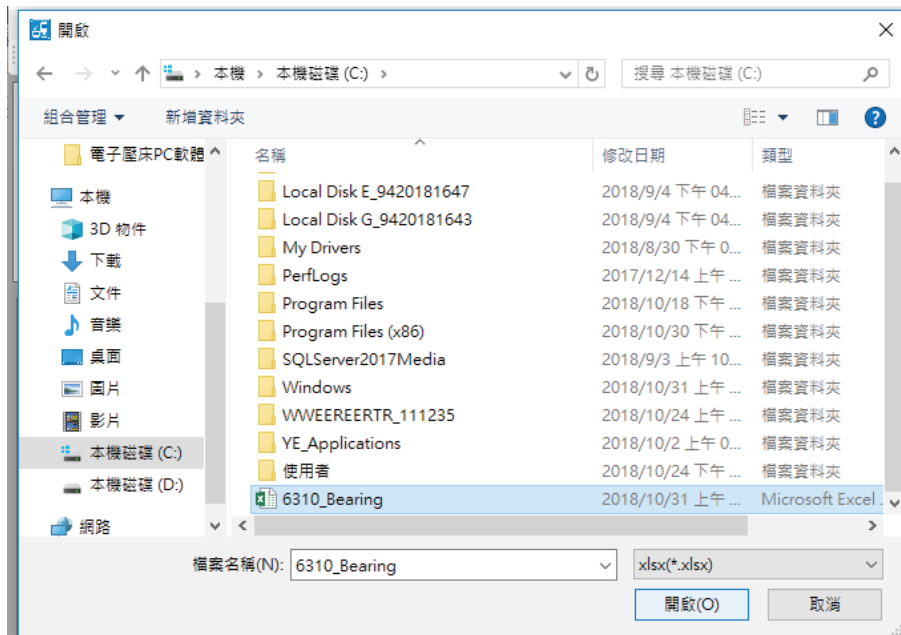 開啟
本機 本機磁碟 (C:)
搜尋 本機磁碟 (C:)
組合管理 新增資料夾
電子壓床PC軟體
本機
3D 物件
下載
文件
音樂
桌面
圖片
影片
本機磁碟 (C:)
本機磁碟 (D:)
網路
名稱 修改日期 類型
Local Disk E_9420181647 2018/9/4 下午 04... 檔案資料夾
Local Disk G_9420181643 2018/9/4 下午 04... 檔案資料夾
My Drivers 2018/8/30 下午 0... 檔案資料夾
PerfLogs 2017/12/14 上午 ... 檔案資料夾
Program Files 2018/10/18 下午 ... 檔案資料夾
Program Files (x86) 2018/10/30 下午 ... 檔案資料夾
SQLServer2017Media 2018/9/3 上午 10... 檔案資料夾
Windows 2018/10/31 上午 ... 檔案資料夾
WWEEREERTR_111235 2018/10/24 上午 ... 檔案資料夾
YE_Applications 2018/10/2 上午 0... 檔案資料夾
使用者 2018/10/24 下午 ... 檔案資料夾
6310_Bearing 2018/10/31 上午 ... Microsoft Excel .
檔案名稱(N): 6310_Bearing xlsx(*.xlsx)
開啟(O) 取消